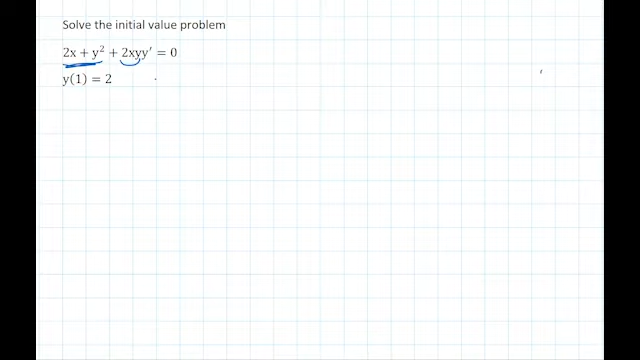 Solve the initial value problem
2x + y² + 2xyy′ = 0
y(1) = 2